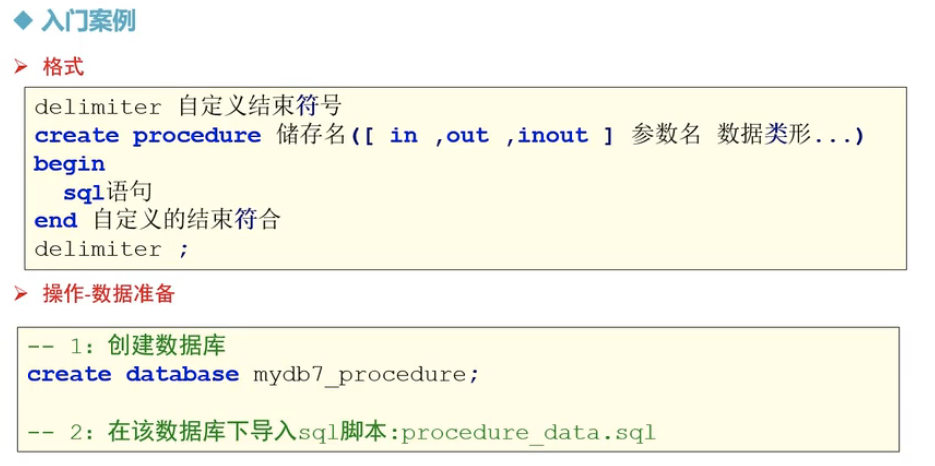 入门案例
格式
delimiter 自定义结束符号
create procedure 储存名([ in ,out ,inout ] 参数名 数据类形...)
begin
sql语句
end 自定义的结束符合
delimiter ;
操作-数据准备
-- 1: 创建数据库
create database mydb7_procedure;
-- 2: 在该数据库下导入sql脚本:procedure_data.sql